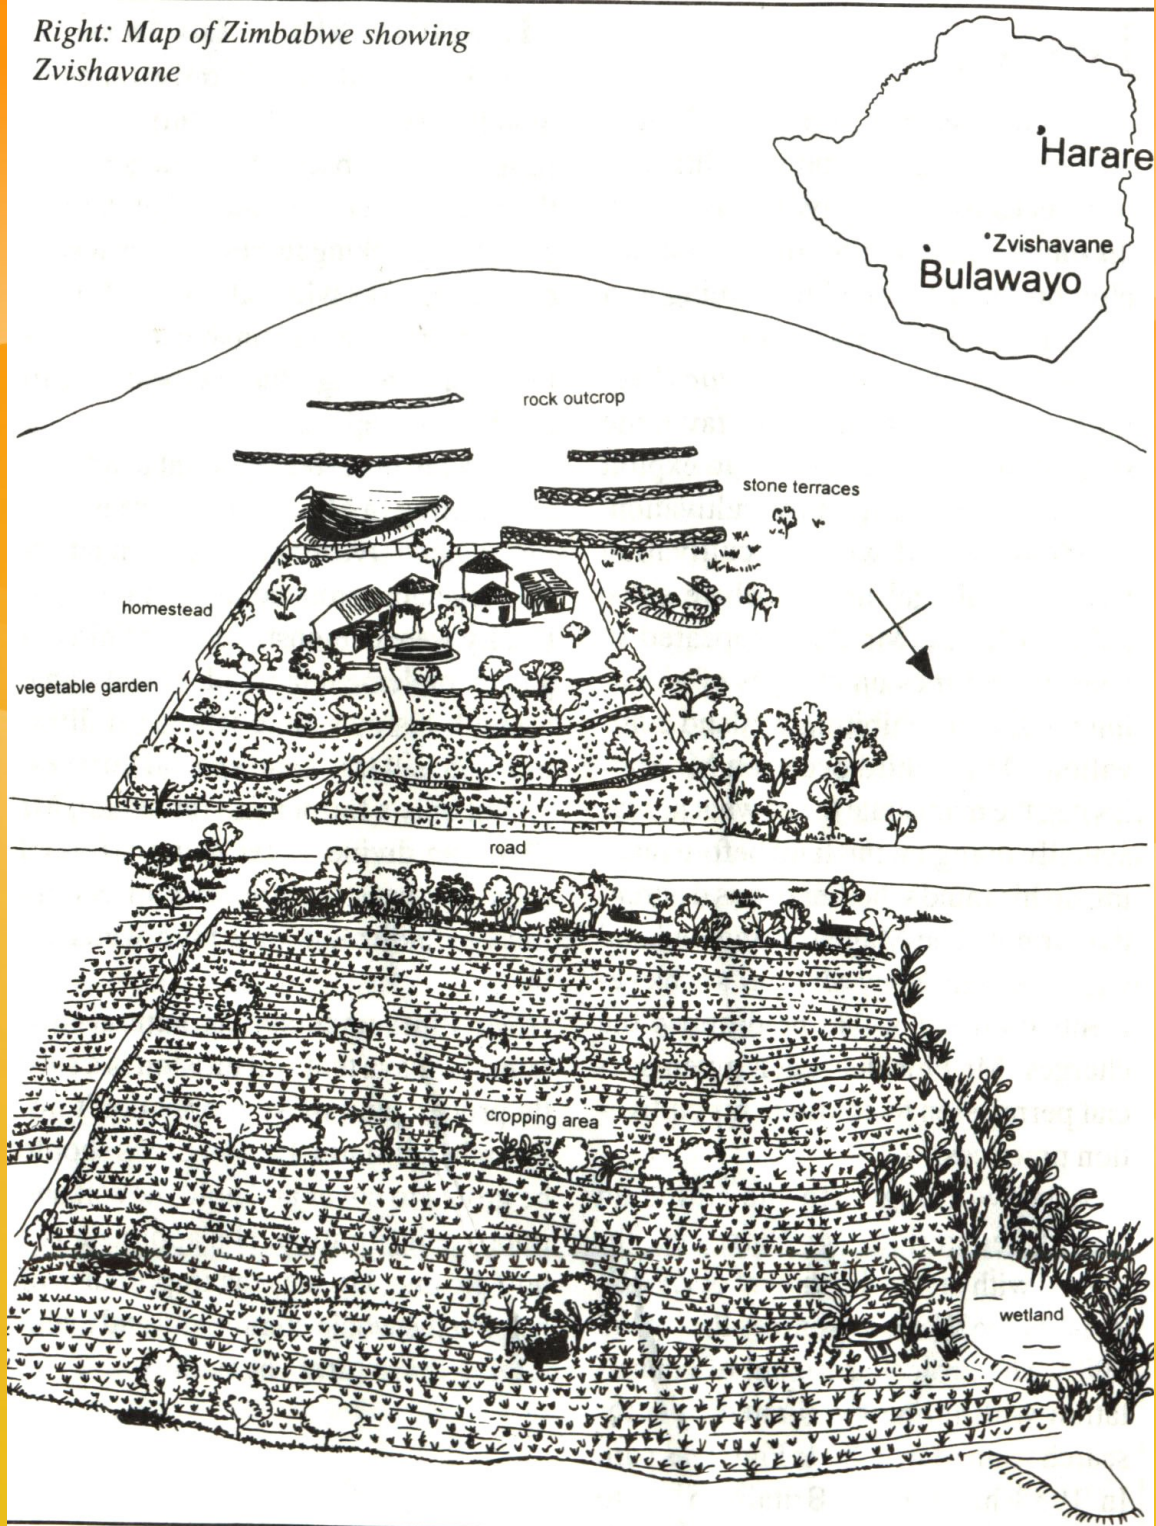 Right: Map of Zimbabwe showing
Zvishavane
Harare
Zvishavane
Bulawayo
rock outcrop
stone terraces
homestead
vegetable garden
road
cropping area
wetland